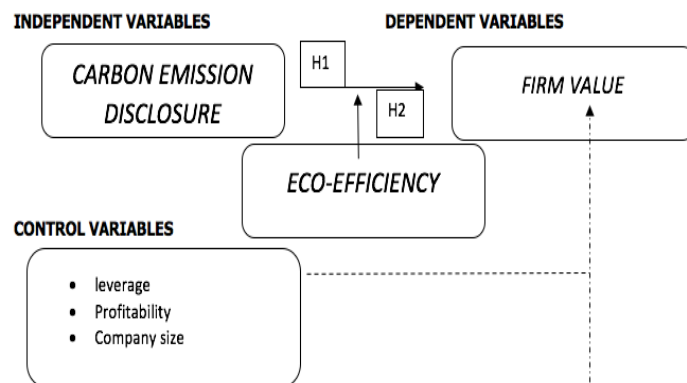 INDEPENDENT VARIABLES
DEPENDENT VARIABLES
CARBON EMISSION
DISCLOSURE
H1
H2
FIRM VALUE
ECO-EFFICIENCY
CONTROL VARIABLES
• leverage
• Profitability
• Company size